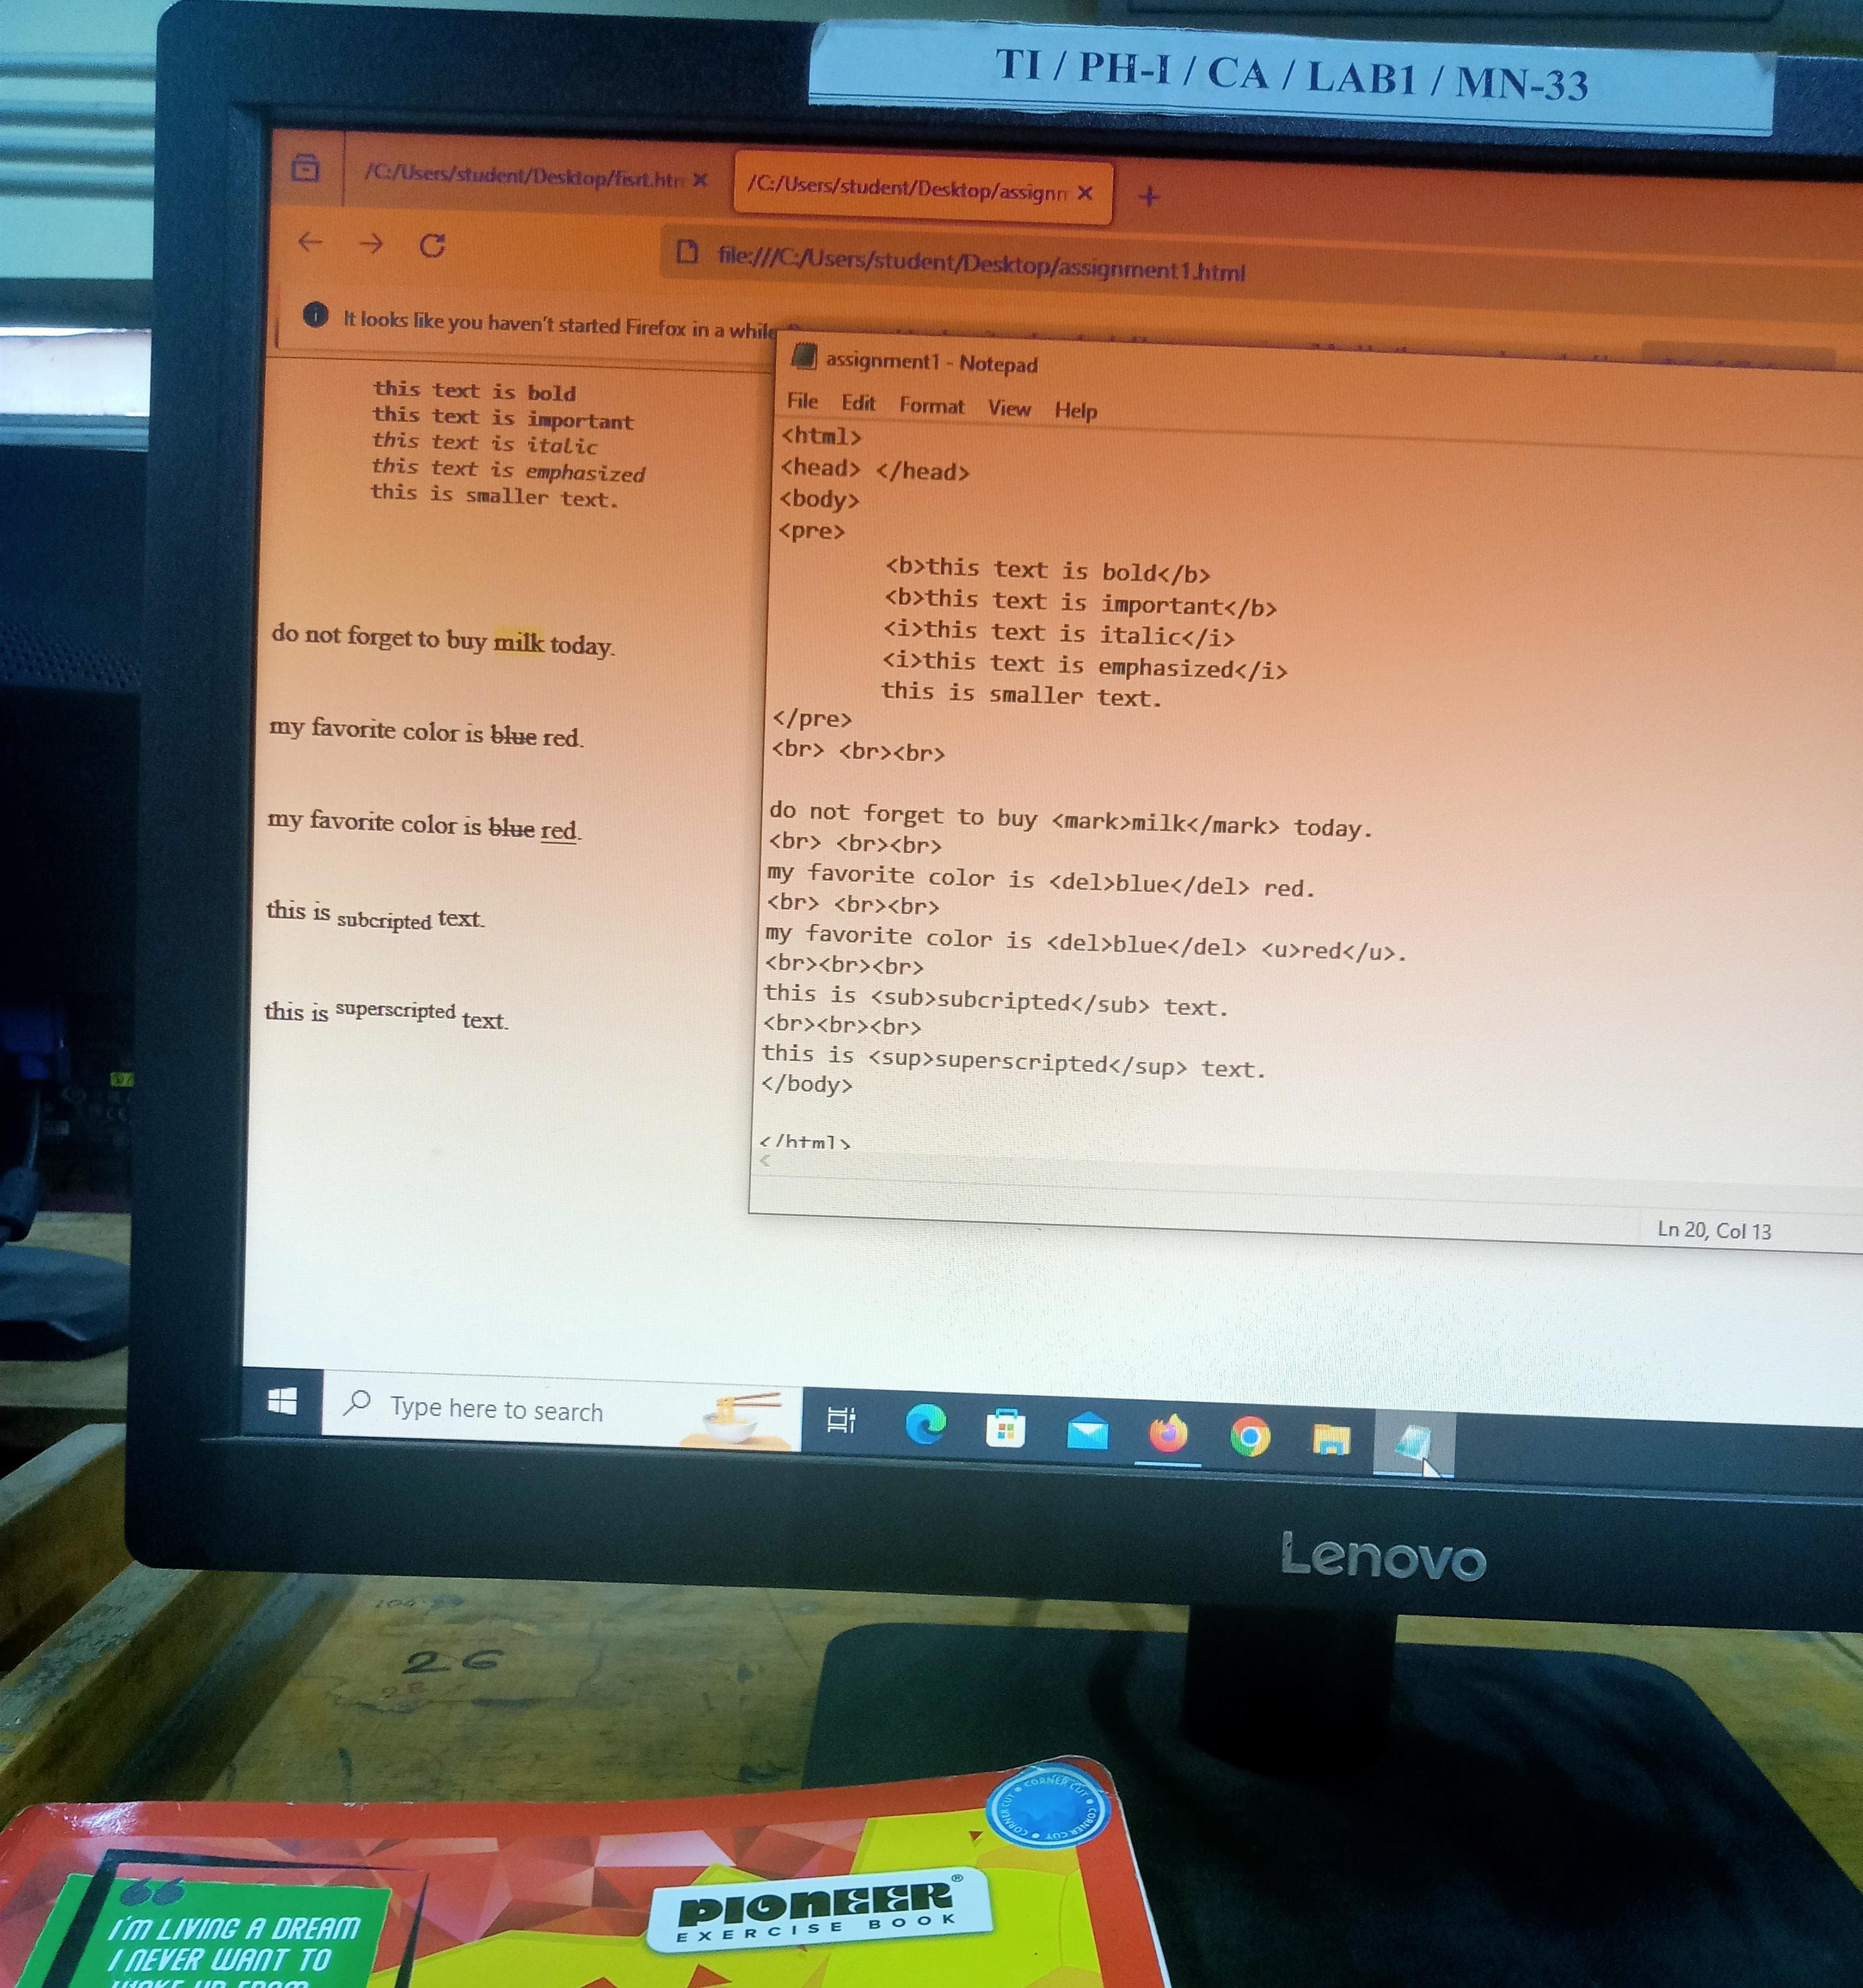 TI / PH-I / CA / LAB1 / MN-33
/C:/Users/student/Desktop/fisrt.htm
/C:/Users/student/Desktop/assignm
file:///C:/Users/student/Desktop/assignment1.html
It looks like you haven't started Firefox in a while
this text is bold
this text is important
this text is italic
this text is emphasized
this is smaller text.
do not forget to buy milk today.
my favorite color is blue red.
my favorite color is blue red.
this is subcripted text.
this is superscripted text.
assignment1 - Notepad
File Edit Format View Help
<html>
<head> </head>
<body>
<pre>
<b>this text is bold</b>
<b>this text is important</b>
<i>this text is italic</i>
<i>this text is emphasized</i>
this is smaller text.
</pre>
<br> <br><br>
do not forget to buy <mark>milk</mark> today.
<br> <br><br>
my favorite color is <del>blue</del> red.
<br> <br><br>
my favorite color is <del>blue</del> <u>red</u>.
<br><br><br>
this is <sub>subcripted</sub> text.
<br><br><br>
this is <sup>superscripted</sup> text.
</body>
</html>
Ln 20, Col 13
Type here to search
Lenovo
26
CORNER CUT • CORNER CUT • CORNER CUT
PIONEER®
EXERCISE BOOK
I'M LIVING A DREAM
I NEVER WANT TO
WAKE UP FROM